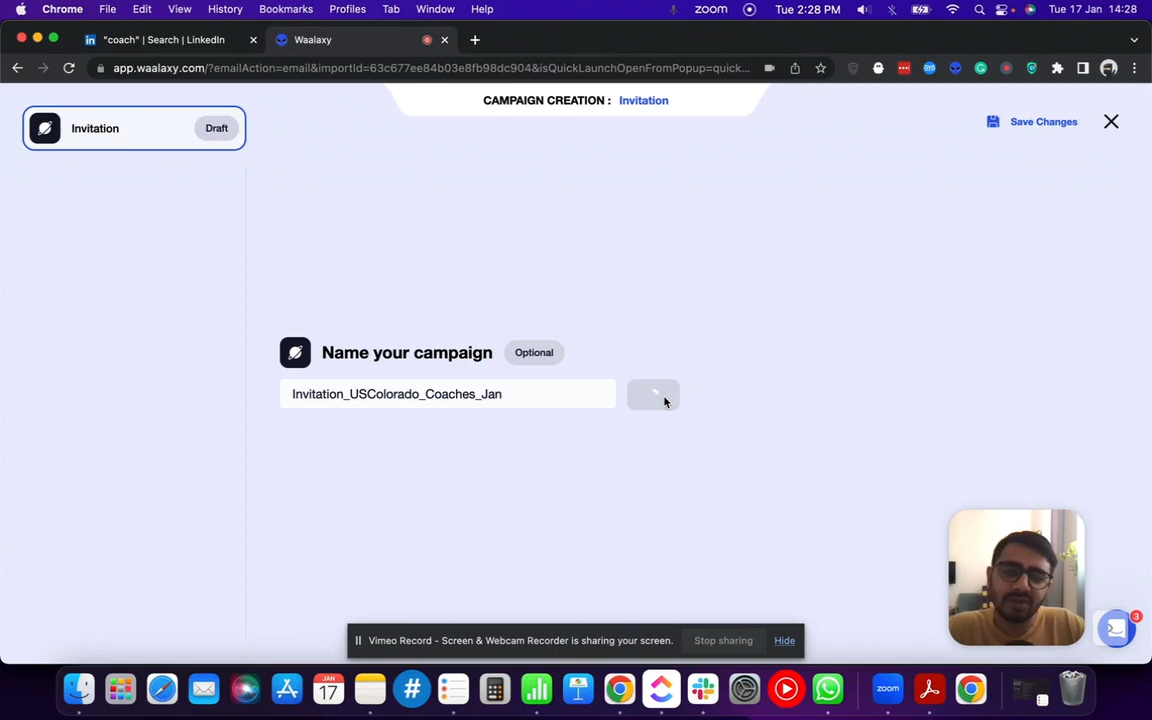 Chrome File Edit View History Bookmarks Profiles Tab Window Help
zoom Tue 2:28 PM Tue 17 Jan 14:28
"coach" | Search | LinkedIn
Waalaxy
app.waalaxy.com/?emailAction=email&importId=63c677ee84b03e8fb98dc904&isQuickLaunchOpenFromPopup=quick...
CAMPAIGN CREATION : Invitation
Invitation Draft
Save Changes
Name your campaign Optional
Invitation_USColorado_Coaches_Jan
3
Vimeo Record - Screen & Webcam Recorder is sharing your screen. Stop sharing Hide
JAN
17
zoom